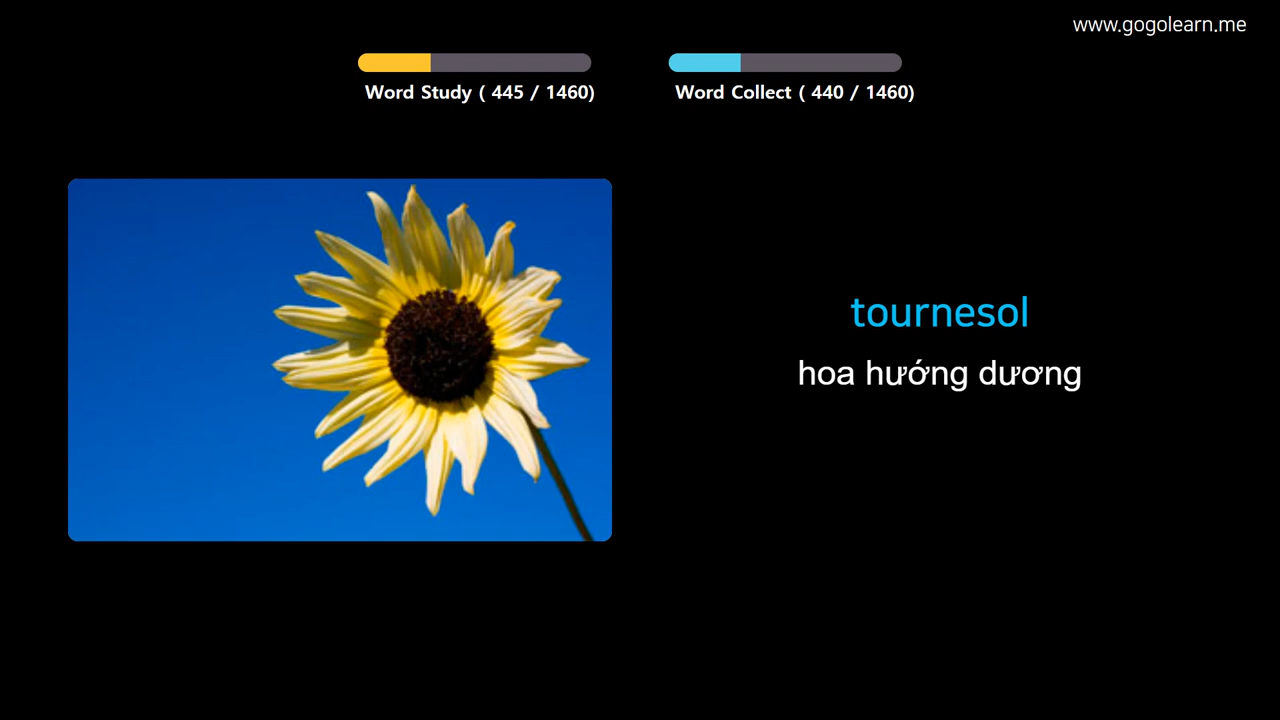 www.gogolearn.me
Word Study ( 445 / 1460)
Word Collect ( 440 / 1460)
tournesol
hoa hướng dương